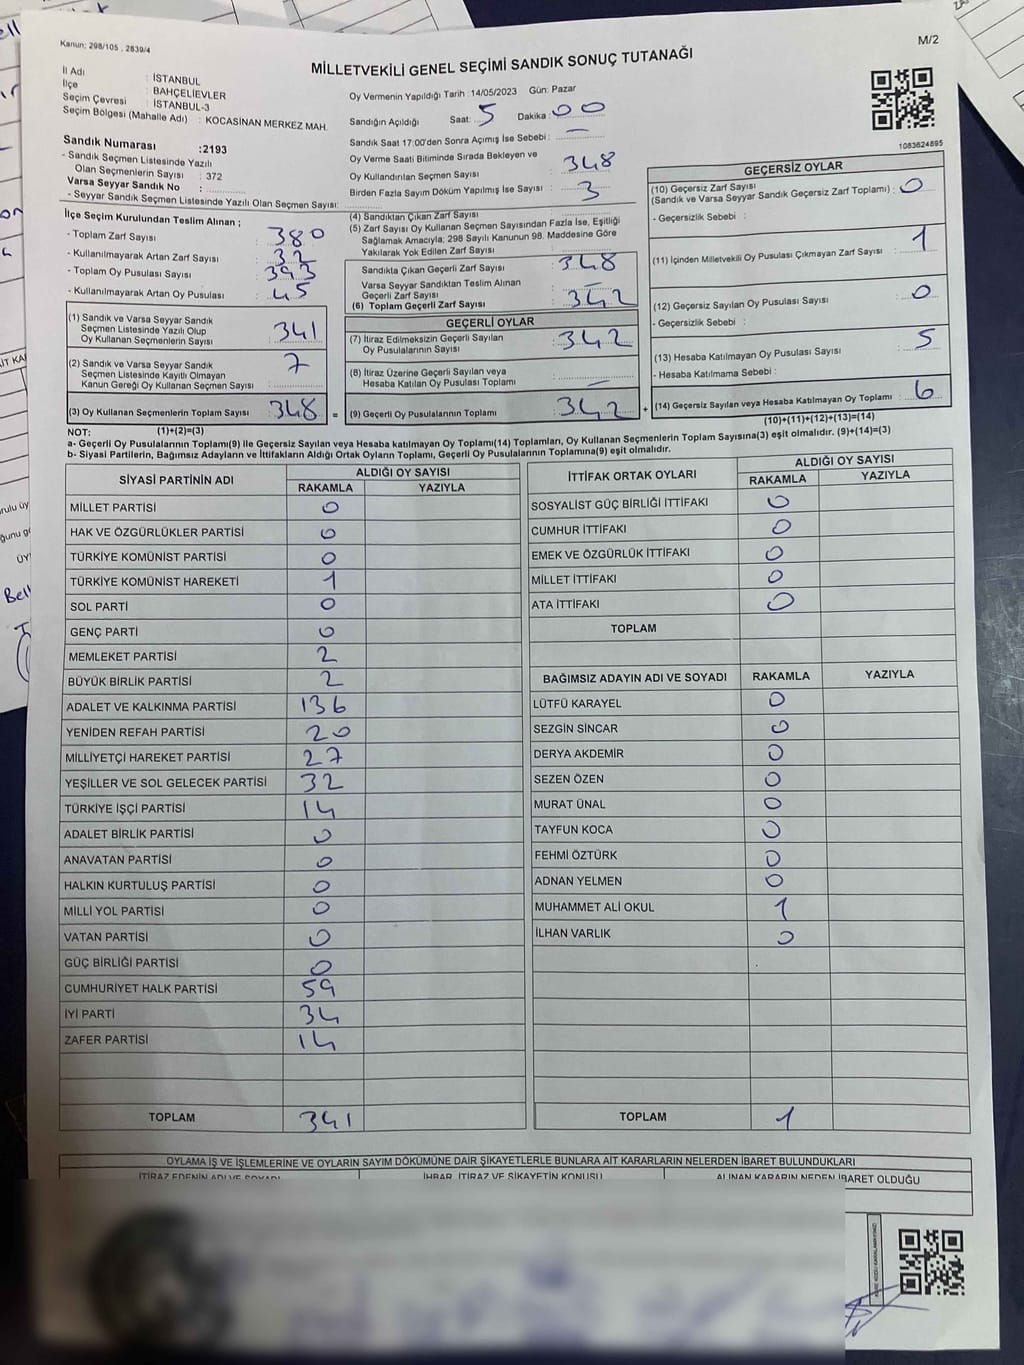 Kanun: 298/105 , 2839/4
M/2
MİLLETVEKİLİ GENEL SEÇİMİ SANDIK SONUÇ TUTANAĞI
İl Adı : İSTANBUL
İlçe : BAHÇELİEVLER
Seçim Çevresi : İSTANBUL-3
Seçim Bölgesi (Mahalle Adı) : KOCASİNAN MERKEZ MAH.
Sandık Numarası :2193
- Sandık Seçmen Listesinde Yazılı
Olan Seçmenlerin Sayısı : 372
Varsa Seyyar Sandık No :
- Seyyar Sandık Seçmen Listesinde Yazılı Olan Seçmen Sayısı:
Oy Vermenin Yapıldığı Tarih :14/05/2023 Gün: Pazar
Sandığın Açıldığı Saat: 5 Dakika: 00
Sandık Saat 17:00'den Sonra Açımış İse Sebebi : —
Oy Verme Saati Bitiminde Sırada Bekleyen ve
Oy Kullandırılan Seçmen Sayısı : 348
Birden Fazla Sayım Döküm Yapılmış İse Sayısı : 3
1083624895
İlçe Seçim Kurulundan Teslim Alınan ;
- Toplam Zarf Sayısı : 380
- Kullanılmayarak Artan Zarf Sayısı : 32
- Toplam Oy Pusulası Sayısı : 393
- Kullanılmayarak Artan Oy Pusulası : 45
(4) Sandıktan Çıkan Zarf Sayısı
(5) Zarf Sayısı Oy Kullanan Seçmen Sayısından Fazla İse, Eşitliği
Sağlamak Amacıyla; 298 Sayılı Kanunun 98. Maddesine Göre
Yakılarak Yok Edilen Zarf Sayısı :
Sandıkta Çıkan Geçerli Zarf Sayısı : 348
Varsa Seyyar Sandıktan Teslim Alınan
Geçerli Zarf Sayısı : —
(6) Toplam Geçerli Zarf Sayısı : 342
GEÇERSİZ OYLAR
(10) Geçersiz Zarf Sayısı
(Sandık ve Varsa Seyyar Sandık Geçersiz Zarf Toplamı) : 0
- Geçersizlik Sebebi :
(11) İçinden Milletvekili Oy Pusulası Çıkmayan Zarf Sayısı : 1
(12) Geçersiz Sayılan Oy Pusulası Sayısı : 0
- Geçersizlik Sebebi :
(13) Hesaba Katılmayan Oy Pusulası Sayısı : 5
- Hesaba Katılmama Sebebi :
(14) Geçersiz Sayılan veya Hesaba Katılmayan Oy Toplamı : 6
(10)+(11)+(12)+(13)=(14)
(1) Sandık ve Varsa Seyyar Sandık
Seçmen Listesinde Yazılı Olup
Oy Kullanan Seçmenlerin Sayısı : 341
(2) Sandık ve Varsa Seyyar Sandık
Seçmen Listesinde Kayıtlı Olmayan
Kanun Gereği Oy Kullanan Seçmen Sayısı : 7
(3) Oy Kullanan Seçmenlerin Toplam Sayısı : 348 =
(1)+(2)=(3)
GEÇERLİ OYLAR
(7) İtiraz Edilmeksizin Geçerli Sayılan
Oy Pusulalarının Sayısı : 342
(8) İtiraz Üzerine Geçerli Sayılan veya
Hesaba Katılan Oy Pusulası Toplamı : —
(9) Geçerli Oy Pusulalarının Toplamı : 342 +
NOT:
a- Geçerli Oy Pusulalarının Toplamı(9) ile Geçersiz Sayılan veya Hesaba katılmayan Oy Toplamı(14) Toplamları, Oy Kullanan Seçmenlerin Toplam Sayısına(3) eşit olmalıdır. (9)+(14)=(3)
b- Siyasi Partilerin, Bağımsız Adayların ve İttifakların Aldığı Ortak Oyların Toplamı, Geçerli Oy Pusulalarının Toplamına(9) eşit olmalıdır.
SİYASİ PARTİNİN ADI ALDIĞI OY SAYISI
RAKAMLA YAZIYLA
MİLLET PARTİSİ 0
HAK VE ÖZGÜRLÜKLER PARTİSİ 0
TÜRKİYE KOMÜNİST PARTİSİ 0
TÜRKİYE KOMÜNİST HAREKETİ 1
SOL PARTİ 0
GENÇ PARTİ 0
MEMLEKET PARTİSİ 2
BÜYÜK BİRLİK PARTİSİ 2
ADALET VE KALKINMA PARTİSİ 136
YENİDEN REFAH PARTİSİ 20
MİLLİYETÇİ HAREKET PARTİSİ 27
YEŞİLLER VE SOL GELECEK PARTİSİ 32
TÜRKİYE İŞÇİ PARTİSİ 14
ADALET BİRLİK PARTİSİ 0
ANAVATAN PARTİSİ 0
HALKIN KURTULUŞ PARTİSİ 0
MİLLİ YOL PARTİSİ 0
VATAN PARTİSİ 0
GÜÇ BİRLİĞİ PARTİSİ 0
CUMHURİYET HALK PARTİSİ 59
İYİ PARTİ 34
ZAFER PARTİSİ 14
TOPLAM 341
İTTİFAK ORTAK OYLARI ALDIĞI OY SAYISI
RAKAMLA YAZIYLA
SOSYALİST GÜÇ BİRLİĞİ İTTİFAKI 0
CUMHUR İTTİFAKI 0
EMEK VE ÖZGÜRLÜK İTTİFAKI 0
MİLLET İTTİFAKI 0
ATA İTTİFAKI 0
TOPLAM
BAĞIMSIZ ADAYIN ADI VE SOYADI RAKAMLA YAZIYLA
LÜTFÜ KARAYEL 0
SEZGİN SİNCAR 0
DERYA AKDEMİR 0
SEZEN ÖZEN 0
MURAT ÜNAL 0
TAYFUN KOCA 0
FEHMİ ÖZTÜRK 0
ADNAN YELMEN 0
MUHAMMET ALİ OKUL 1
İLHAN VARLIK 0
TOPLAM 1
OYLAMA İŞ VE İŞLEMLERİNE VE OYLARIN SAYIM DÖKÜMÜNE DAİR ŞİKAYETLERLE BUNLARA AİT KARARLARIN NELERDEN İBARET BULUNDUKLARI
İTİRAZ EDENİN ADI VE SOYADI İHBAR, İTİRAZ VE ŞİKAYETİN KONUSU ALINAN KARARIN NEDEN İBARET OLDUĞU